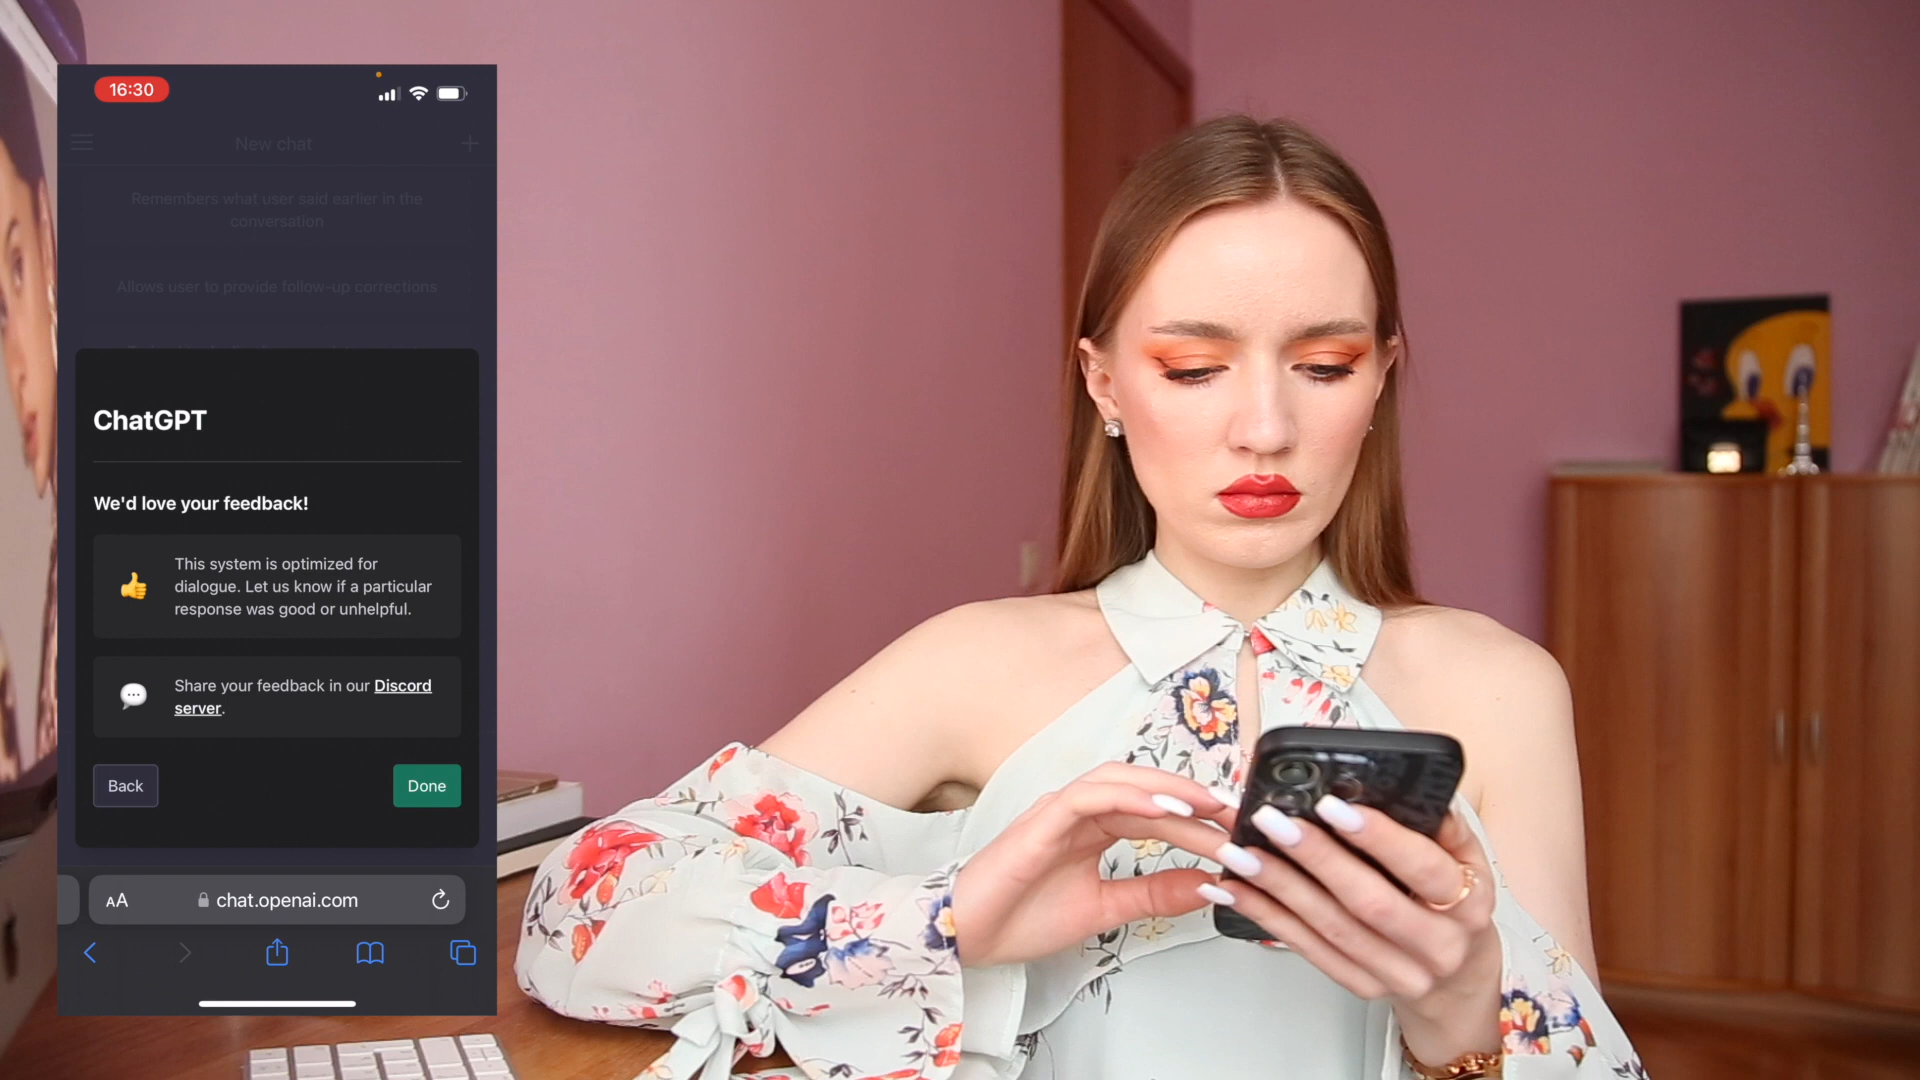 16:30
New chat
Remembers what user said earlier in the
conversation
Allows user to provide follow-up corrections
ChatGPT
We'd love your feedback!
This system is optimized for
dialogue. Let us know if a particular
response was good or unhelpful.
Share your feedback in our Discord
server.
Back
Done
AA
chat.openai.com